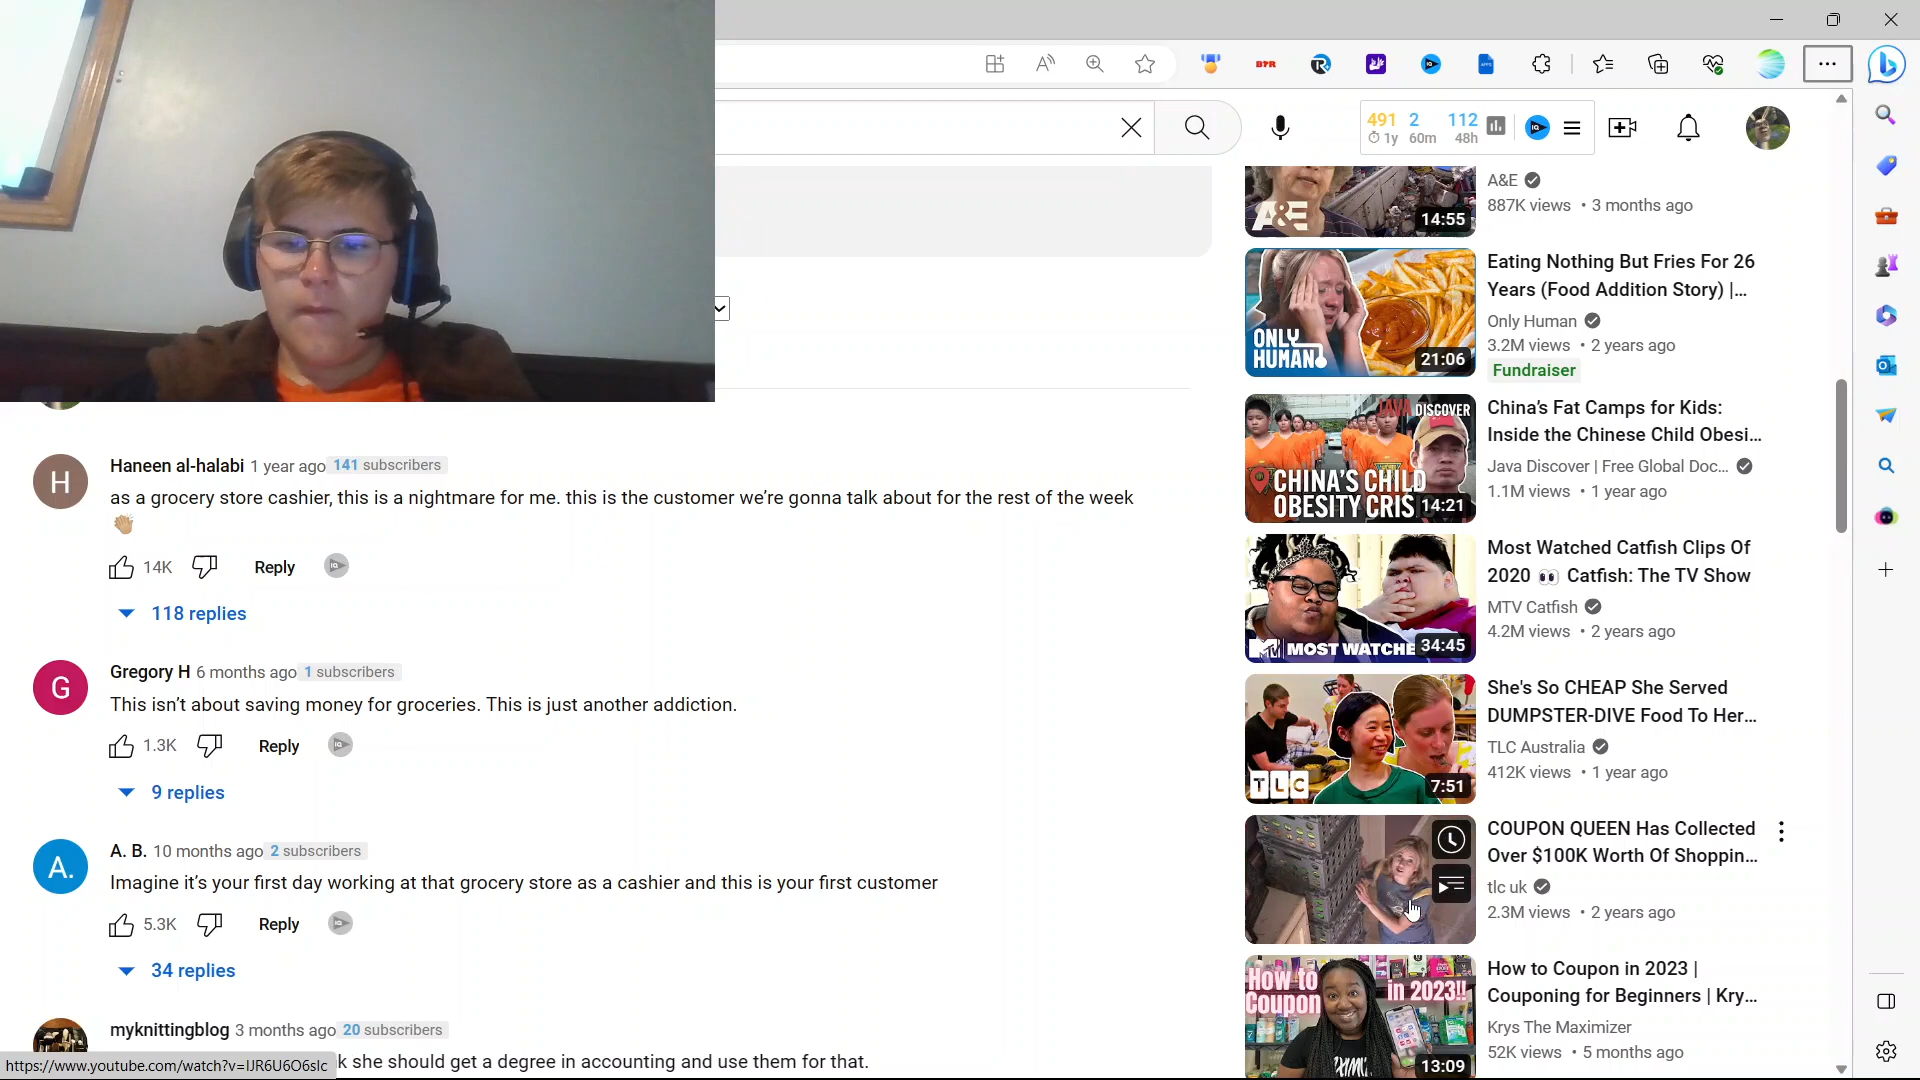 BTR
491 2 112
1y 60m 48h
A&E
14:55
A&E
887K views • 3 months ago
ONLY
HUMAN
21:06
Eating Nothing But Fries For 26
Years (Food Addition Story) |...
Only Human
3.2M views • 2 years ago
Fundraiser
JAVA DISCOVER
CHINA'S CHILD
OBESITY CRIS
14:21
China's Fat Camps for Kids:
Inside the Chinese Child Obesi...
Java Discover | Free Global Doc...
1.1M views • 1 year ago
MOST WATCHE
34:45
Most Watched Catfish Clips Of
2020 👀 Catfish: The TV Show
MTV Catfish
4.2M views • 2 years ago
TLC
7:51
She's So CHEAP She Served
DUMPSTER-DIVE Food To Her...
TLC Australia
412K views • 1 year ago
COUPON QUEEN Has Collected
Over $100K Worth Of Shoppin...
tlc uk
2.3M views • 2 years ago
How to
Coupon
in 2023!!
13:09
How to Coupon in 2023 |
Couponing for Beginners | Kry...
Krys The Maximizer
52K views • 5 months ago
H
Haneen al-halabi 1 year ago 141 subscribers
as a grocery store cashier, this is a nightmare for me. this is the customer we're gonna talk about for the rest of the week
👏🏼
14K Reply
118 replies
G
Gregory H 6 months ago 1 subscribers
This isn't about saving money for groceries. This is just another addiction.
1.3K Reply
9 replies
A.
A. B. 10 months ago 2 subscribers
Imagine it's your first day working at that grocery store as a cashier and this is your first customer
5.3K Reply
34 replies
myknittingblog 3 months ago 20 subscribers
k she should get a degree in accounting and use them for that.